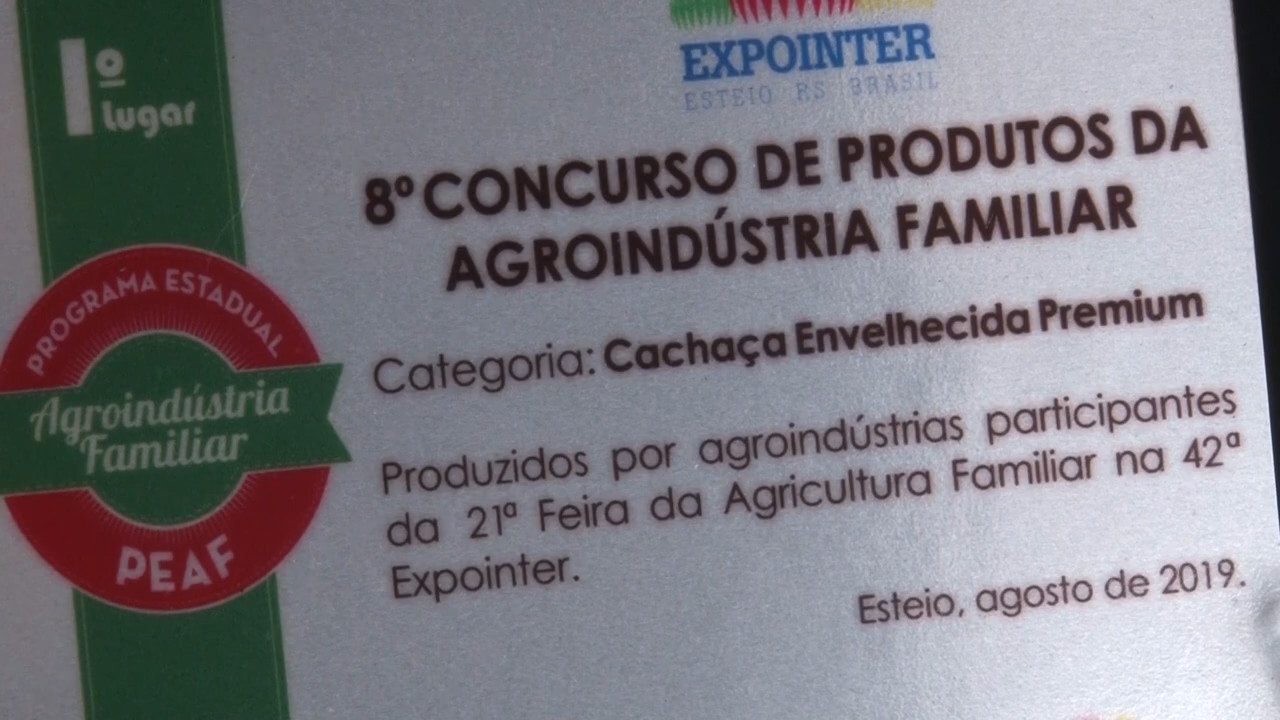 1º
Lugar
EXPOINTER
ESTEIO RS BRASIL
8º CONCURSO DE PRODUTOS DA
AGROINDÚSTRIA FAMILIAR
Categoria: Cachaça Envelhecida Premium
Produzidos por agroindústrias participantes
da 21ª Feira da Agricultura Familiar na 42ª
Expointer.
Esteio, agosto de 2019.
PROGRAMA ESTADUAL
Agroindústria
Familiar
PEAF